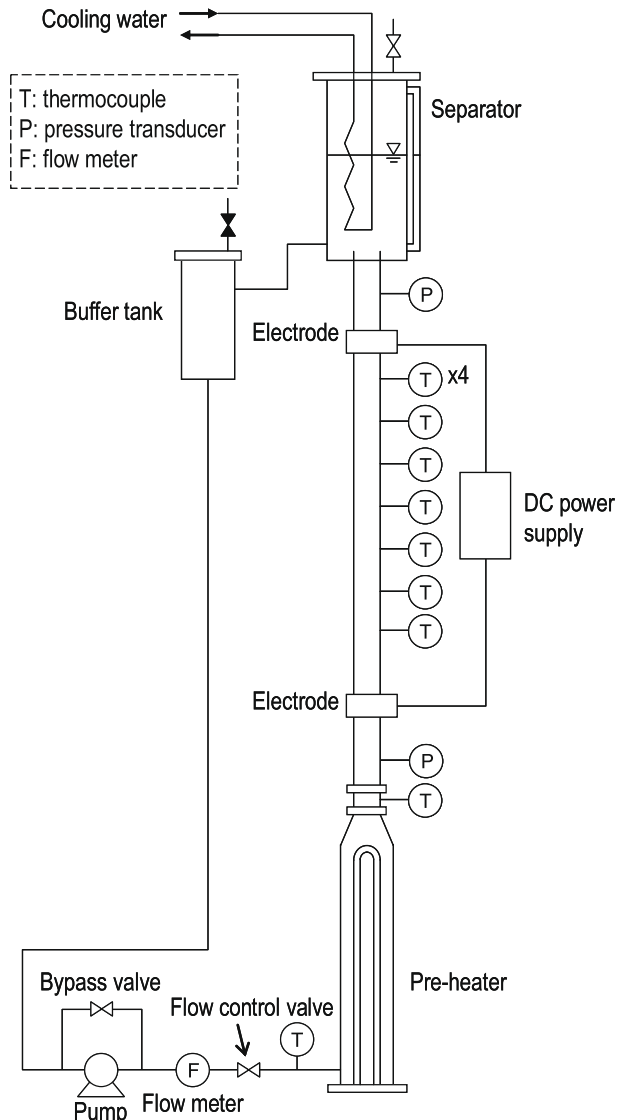 Cooling water
T: thermocouple
P: pressure transducer
F: flow meter
Separator
Buffer tank
P
Electrode
T x4
T
T
T
T
T
T
DC power
supply
Electrode
P
T
Pre-heater
Bypass valve
Flow control valve
T
F
Pump
Flow meter